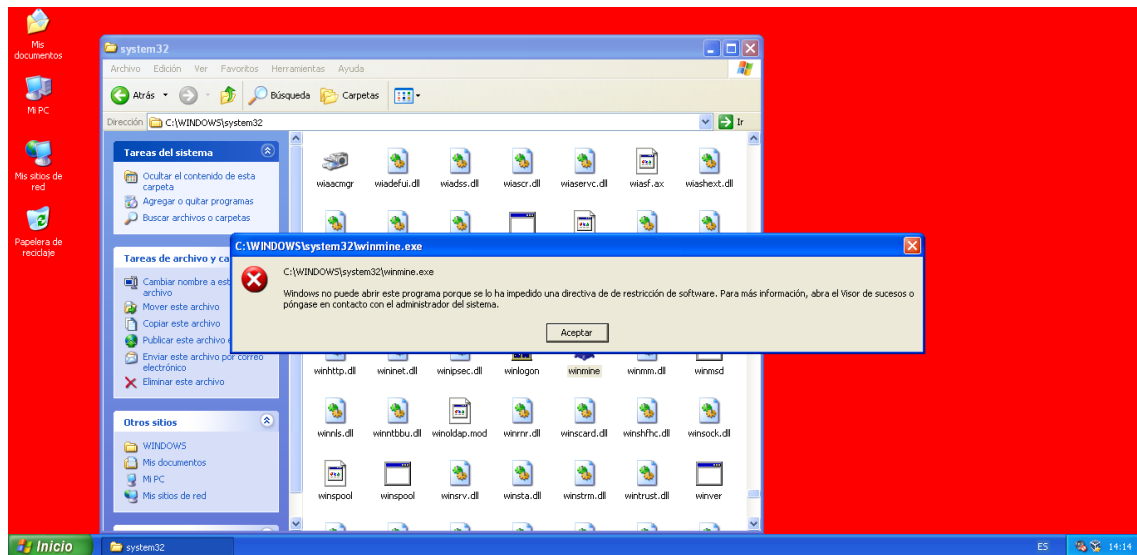 Mis
documentos
Mi PC
Mis sitios de
red
Papelera de
reciclaje
system32
Archivo Edición Ver Favoritos Herramientas Ayuda
Atrás Búsqueda Carpetas
Dirección C:\WINDOWS\system32 Ir
Tareas del sistema
Ocultar el contenido de esta
carpeta
Agregar o quitar programas
Buscar archivos o carpetas
Tareas de archivo y ca
Cambiar nombre a est
archivo
Mover este archivo
Copiar este archivo
Publicar este archivo e
Enviar este archivo por correo
electrónico
Eliminar este archivo
Otros sitios
WINDOWS
Mis documentos
Mi PC
Mis sitios de red
wiaacmgr wiadefui.dll wiadss.dll wiascr.dll wiaservc.dll wiasf.ax wiashext.dll
C:\WINDOWS\system32\winmine.exe
C:\WINDOWS\system32\winmine.exe
Windows no puede abrir este programa porque se lo ha impedido una directiva de de restricción de software. Para más información, abra el Visor de sucesos o
póngase en contacto con el administrador del sistema.
Aceptar
winhttp.dll wininet.dll winipsec.dll winlogon winmine winmm.dll winmsd
winnls.dll winntbbu.dll winoldap.mod winrnr.dll winscard.dll winshfhc.dll winsock.dll
winspool winspool winsrv.dll winsta.dll winstrm.dll wintrust.dll winver
Inicio system32 ES 14:14